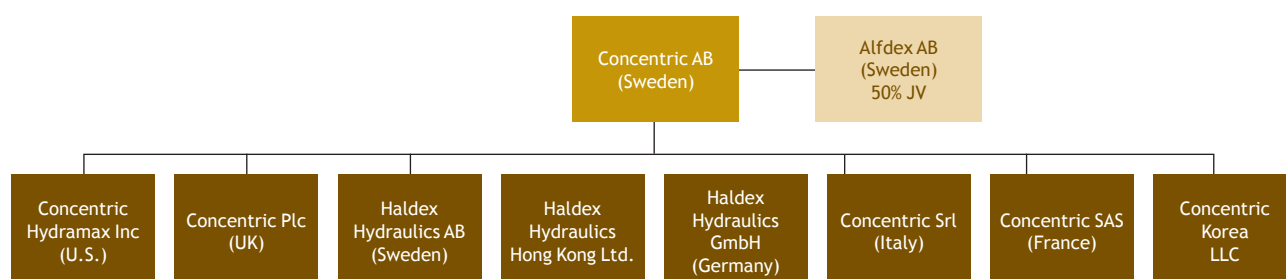 Concentric AB
(Sweden)
Alfdex AB
(Sweden)
50% JV
Concentric
Hydramax Inc
(U.S.)
Concentric Plc
(UK)
Haldex
Hydraulics AB
(Sweden)
Haldex
Hydraulics
Hong Kong Ltd.
Haldex
Hydraulics
GmbH
(Germany)
Concentric Srl
(Italy)
Concentric SAS
(France)
Concentric
Korea
LLC